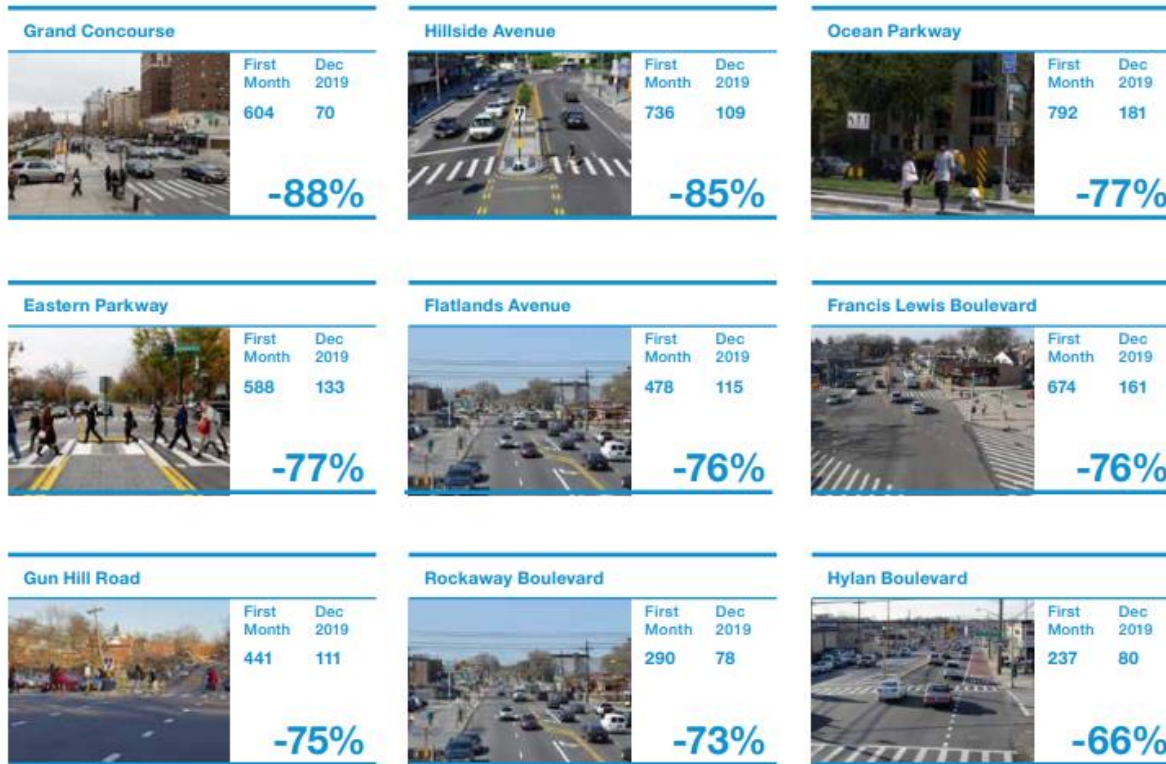 Grand Concourse
First Dec
Month 2019
604 70
-88%
Hillside Avenue
First Dec
Month 2019
736 109
-85%
Ocean Parkway
First Dec
Month 2019
792 181
-77%
Eastern Parkway
First Dec
Month 2019
588 133
-77%
Flatlands Avenue
First Dec
Month 2019
478 115
-76%
Francis Lewis Boulevard
First Dec
Month 2019
674 161
-76%
Gun Hill Road
First Dec
Month 2019
441 111
-75%
Rockaway Boulevard
First Dec
Month 2019
290 78
-73%
Hylan Boulevard
First Dec
Month 2019
237 80
-66%